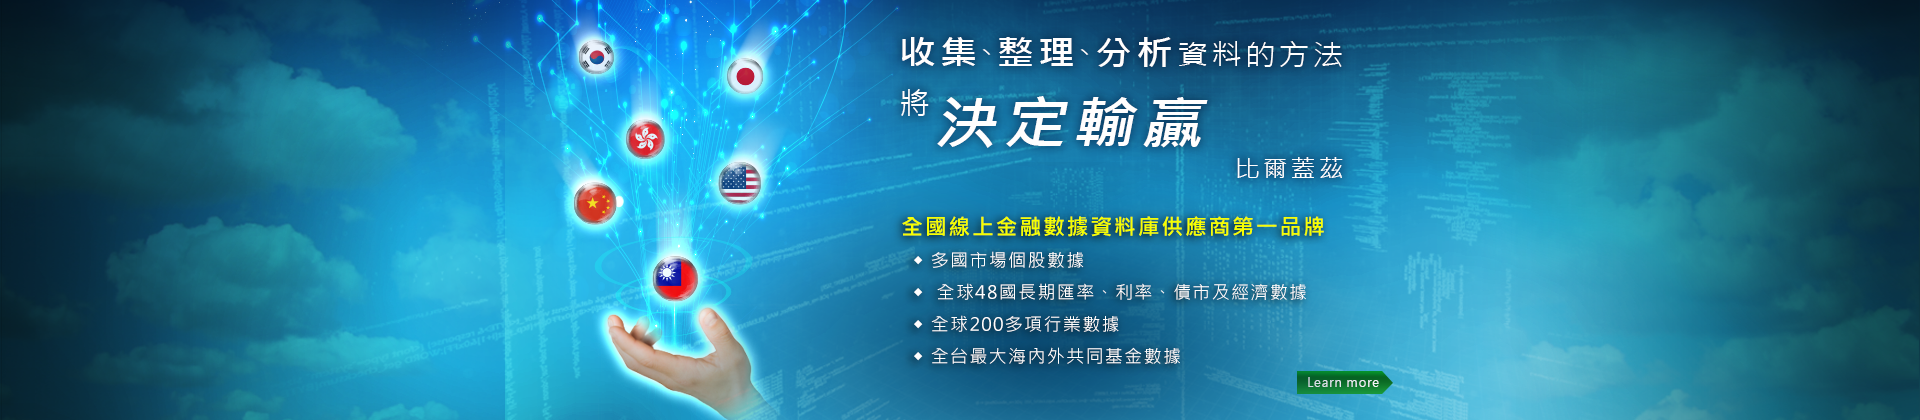 收集、整理、分析資料的方法
將 決定輸贏
比爾蓋茲
全國線上金融數據資料庫供應商第一品牌
◆ 多國市場個股數據
◆ 全球48國長期匯率、利率、債市及經濟數據
◆ 全球200多項行業數據
◆ 全台最大海內外共同基金數據
Learn more